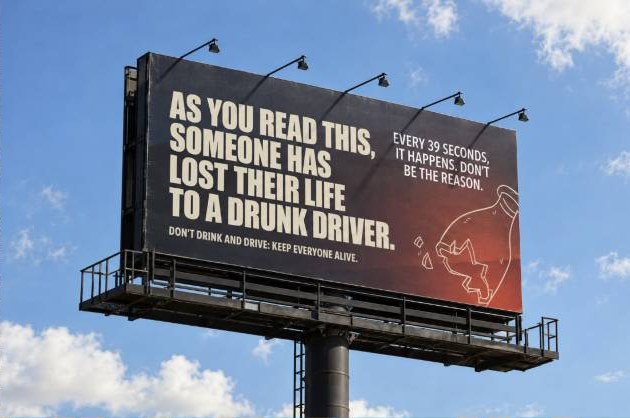 AS YOU READ THIS,
SOMEONE HAS
LOST THEIR LIFE
TO A DRUNK DRIVER.
DON'T DRINK AND DRIVE: KEEP EVERYONE ALIVE.
EVERY 39 SECONDS,
IT HAPPENS. DON'T
BE THE REASON.